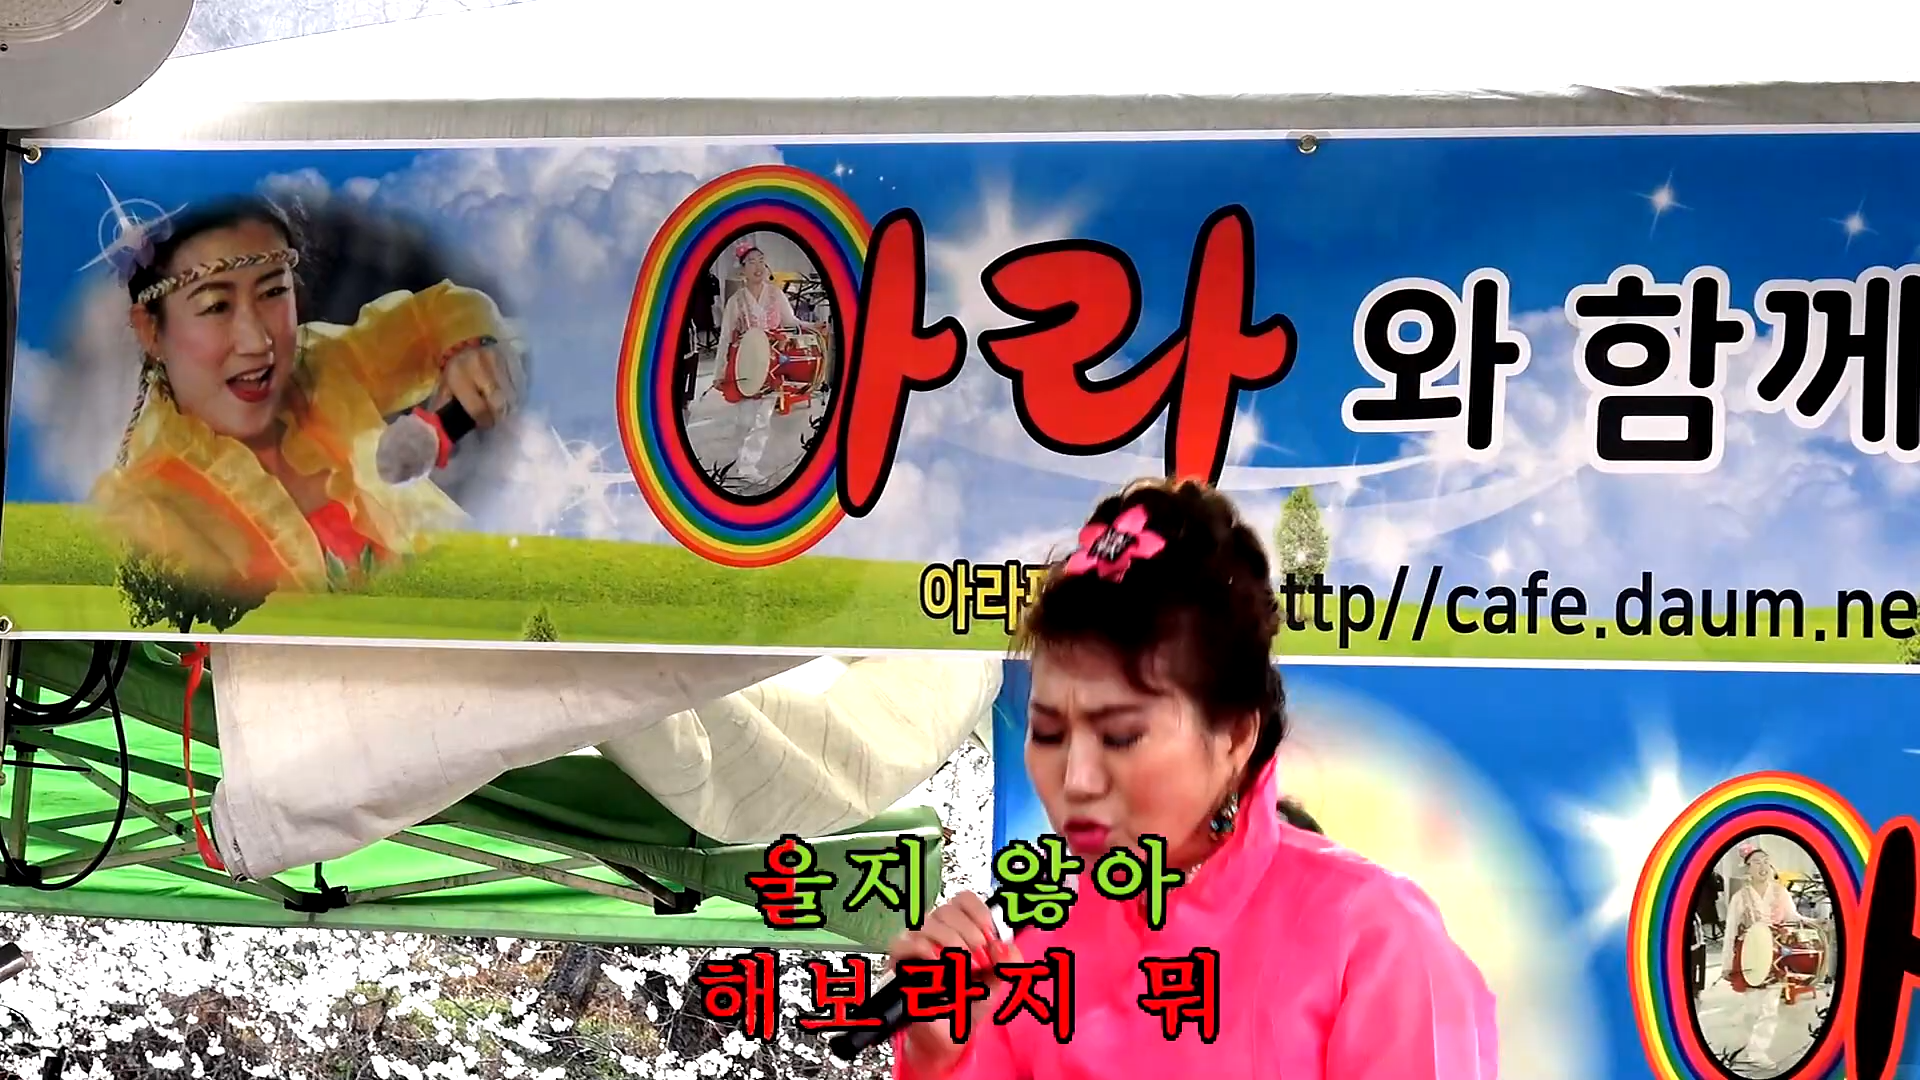 아라와 함께
아라 ttp//cafe.daum.ne
울지 않아
해보라지 뭐